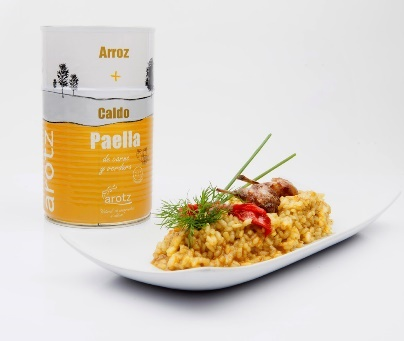 Arroz
+
Caldo
Paella
de carne
y verdura
arotz
arotz